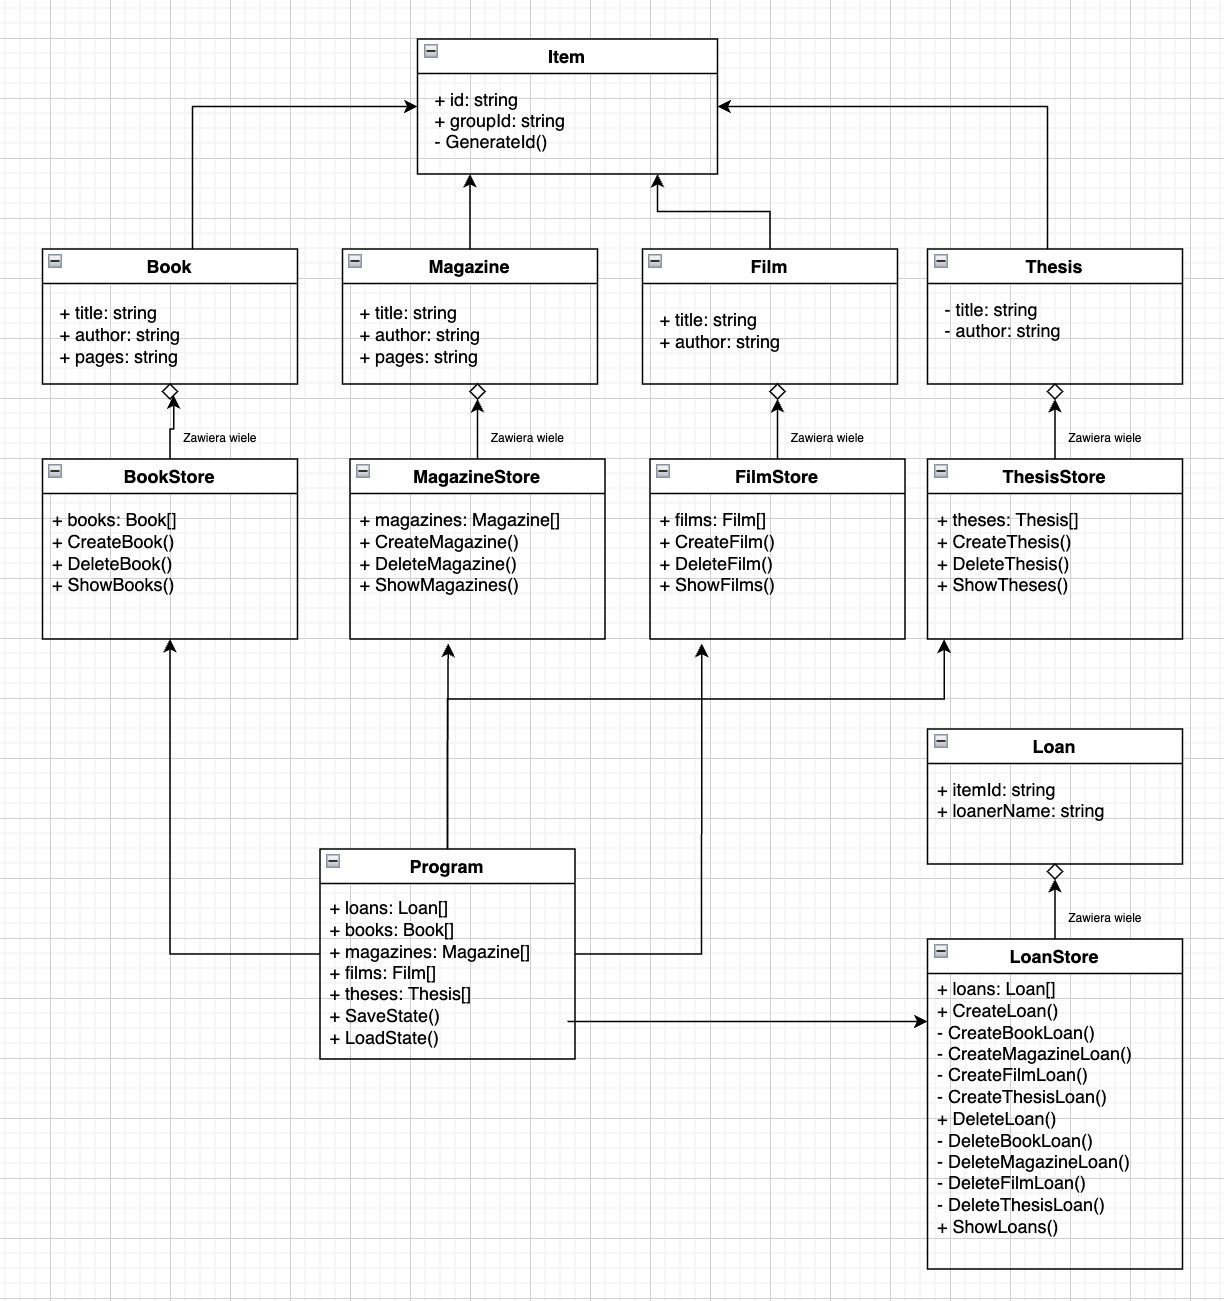 Item
+ id: string
+ groupId: string
- GenerateId()
Book
+ title: string
+ author: string
+ pages: string
Magazine
+ title: string
+ author: string
+ pages: string
Film
+ title: string
+ author: string
Thesis
- title: string
- author: string
Zawiera wiele
Zawiera wiele
Zawiera wiele
Zawiera wiele
BookStore
+ books: Book[]
+ CreateBook()
+ DeleteBook()
+ ShowBooks()
MagazineStore
+ magazines: Magazine[]
+ CreateMagazine()
+ DeleteMagazine()
+ ShowMagazines()
FilmStore
+ films: Film[]
+ CreateFilm()
+ DeleteFilm()
+ ShowFilms()
ThesisStore
+ theses: Thesis[]
+ CreateThesis()
+ DeleteThesis()
+ ShowTheses()
Loan
+ itemId: string
+ loanerName: string
Program
+ loans: Loan[]
+ books: Book[]
+ magazines: Magazine[]
+ films: Film[]
+ theses: Thesis[]
+ SaveState()
+ LoadState()
Zawiera wiele
LoanStore
+ loans: Loan[]
+ CreateLoan()
- CreateBookLoan()
- CreateMagazineLoan()
- CreateFilmLoan()
- CreateThesisLoan()
+ DeleteLoan()
- DeleteBookLoan()
- DeleteMagazineLoan()
- DeleteFilmLoan()
- DeleteThesisLoan()
+ ShowLoans()